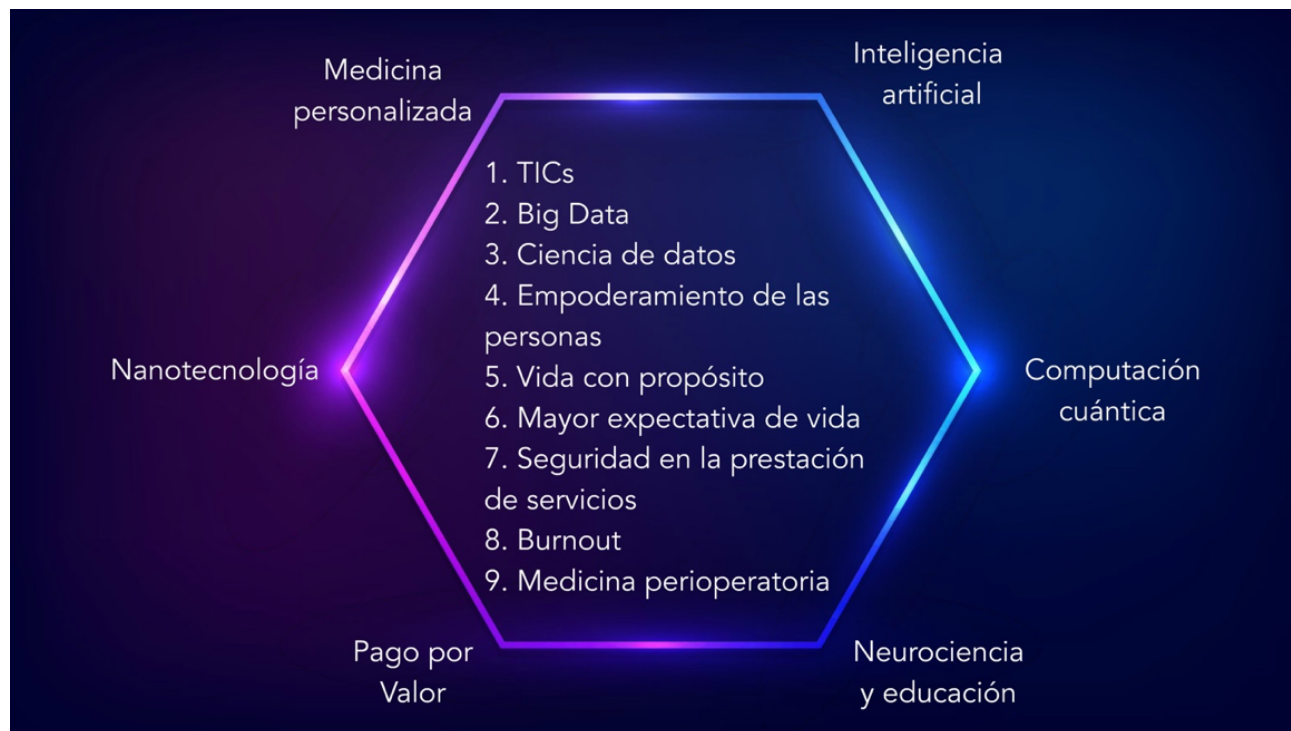 Medicina
personalizada
Inteligencia
artificial
1. TICs
2. Big Data
3. Ciencia de datos
4. Empoderamiento de las
personas
5. Vida con propósito
6. Mayor expectativa de vida
7. Seguridad en la prestación
de servicios
8. Burnout
9. Medicina perioperatoria
Nanotecnología
Computación
cuántica
Pago por
Valor
Neurociencia
y educación